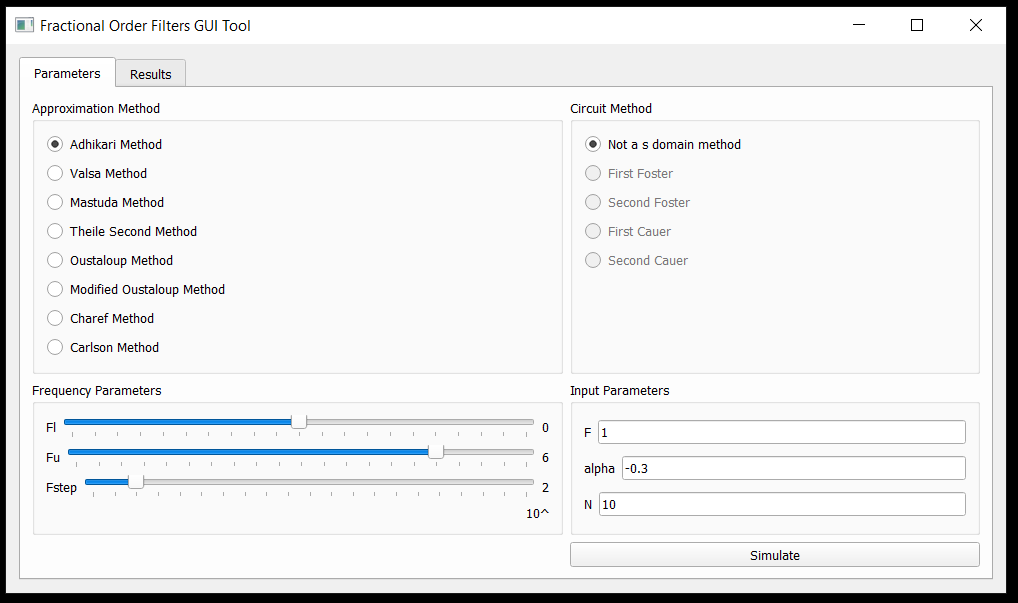 Fractional Order Filters GUI Tool
Parameters
Results
Approximation Method
Adhikari Method
Valsa Method
Mastuda Method
Theile Second Method
Oustaloup Method
Modified Oustaloup Method
Charef Method
Carlson Method
Circuit Method
Not a s domain method
First Foster
Second Foster
First Cauer
Second Cauer
Frequency Parameters
Fl 0
Fu 6
Fstep 2
10^
Input Parameters
F 1
alpha -0.3
N 10
Simulate